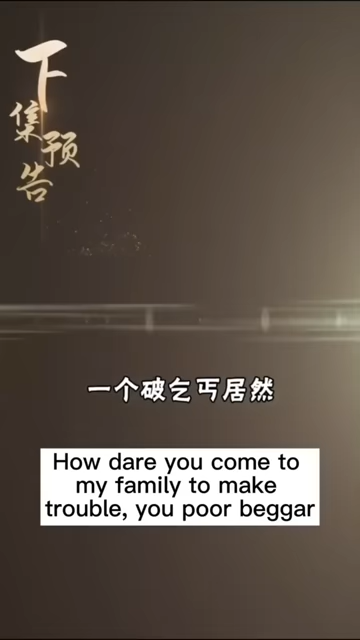 下集预告
一个破乞丐居然
How dare you come to
my family to make
trouble, you poor beggar